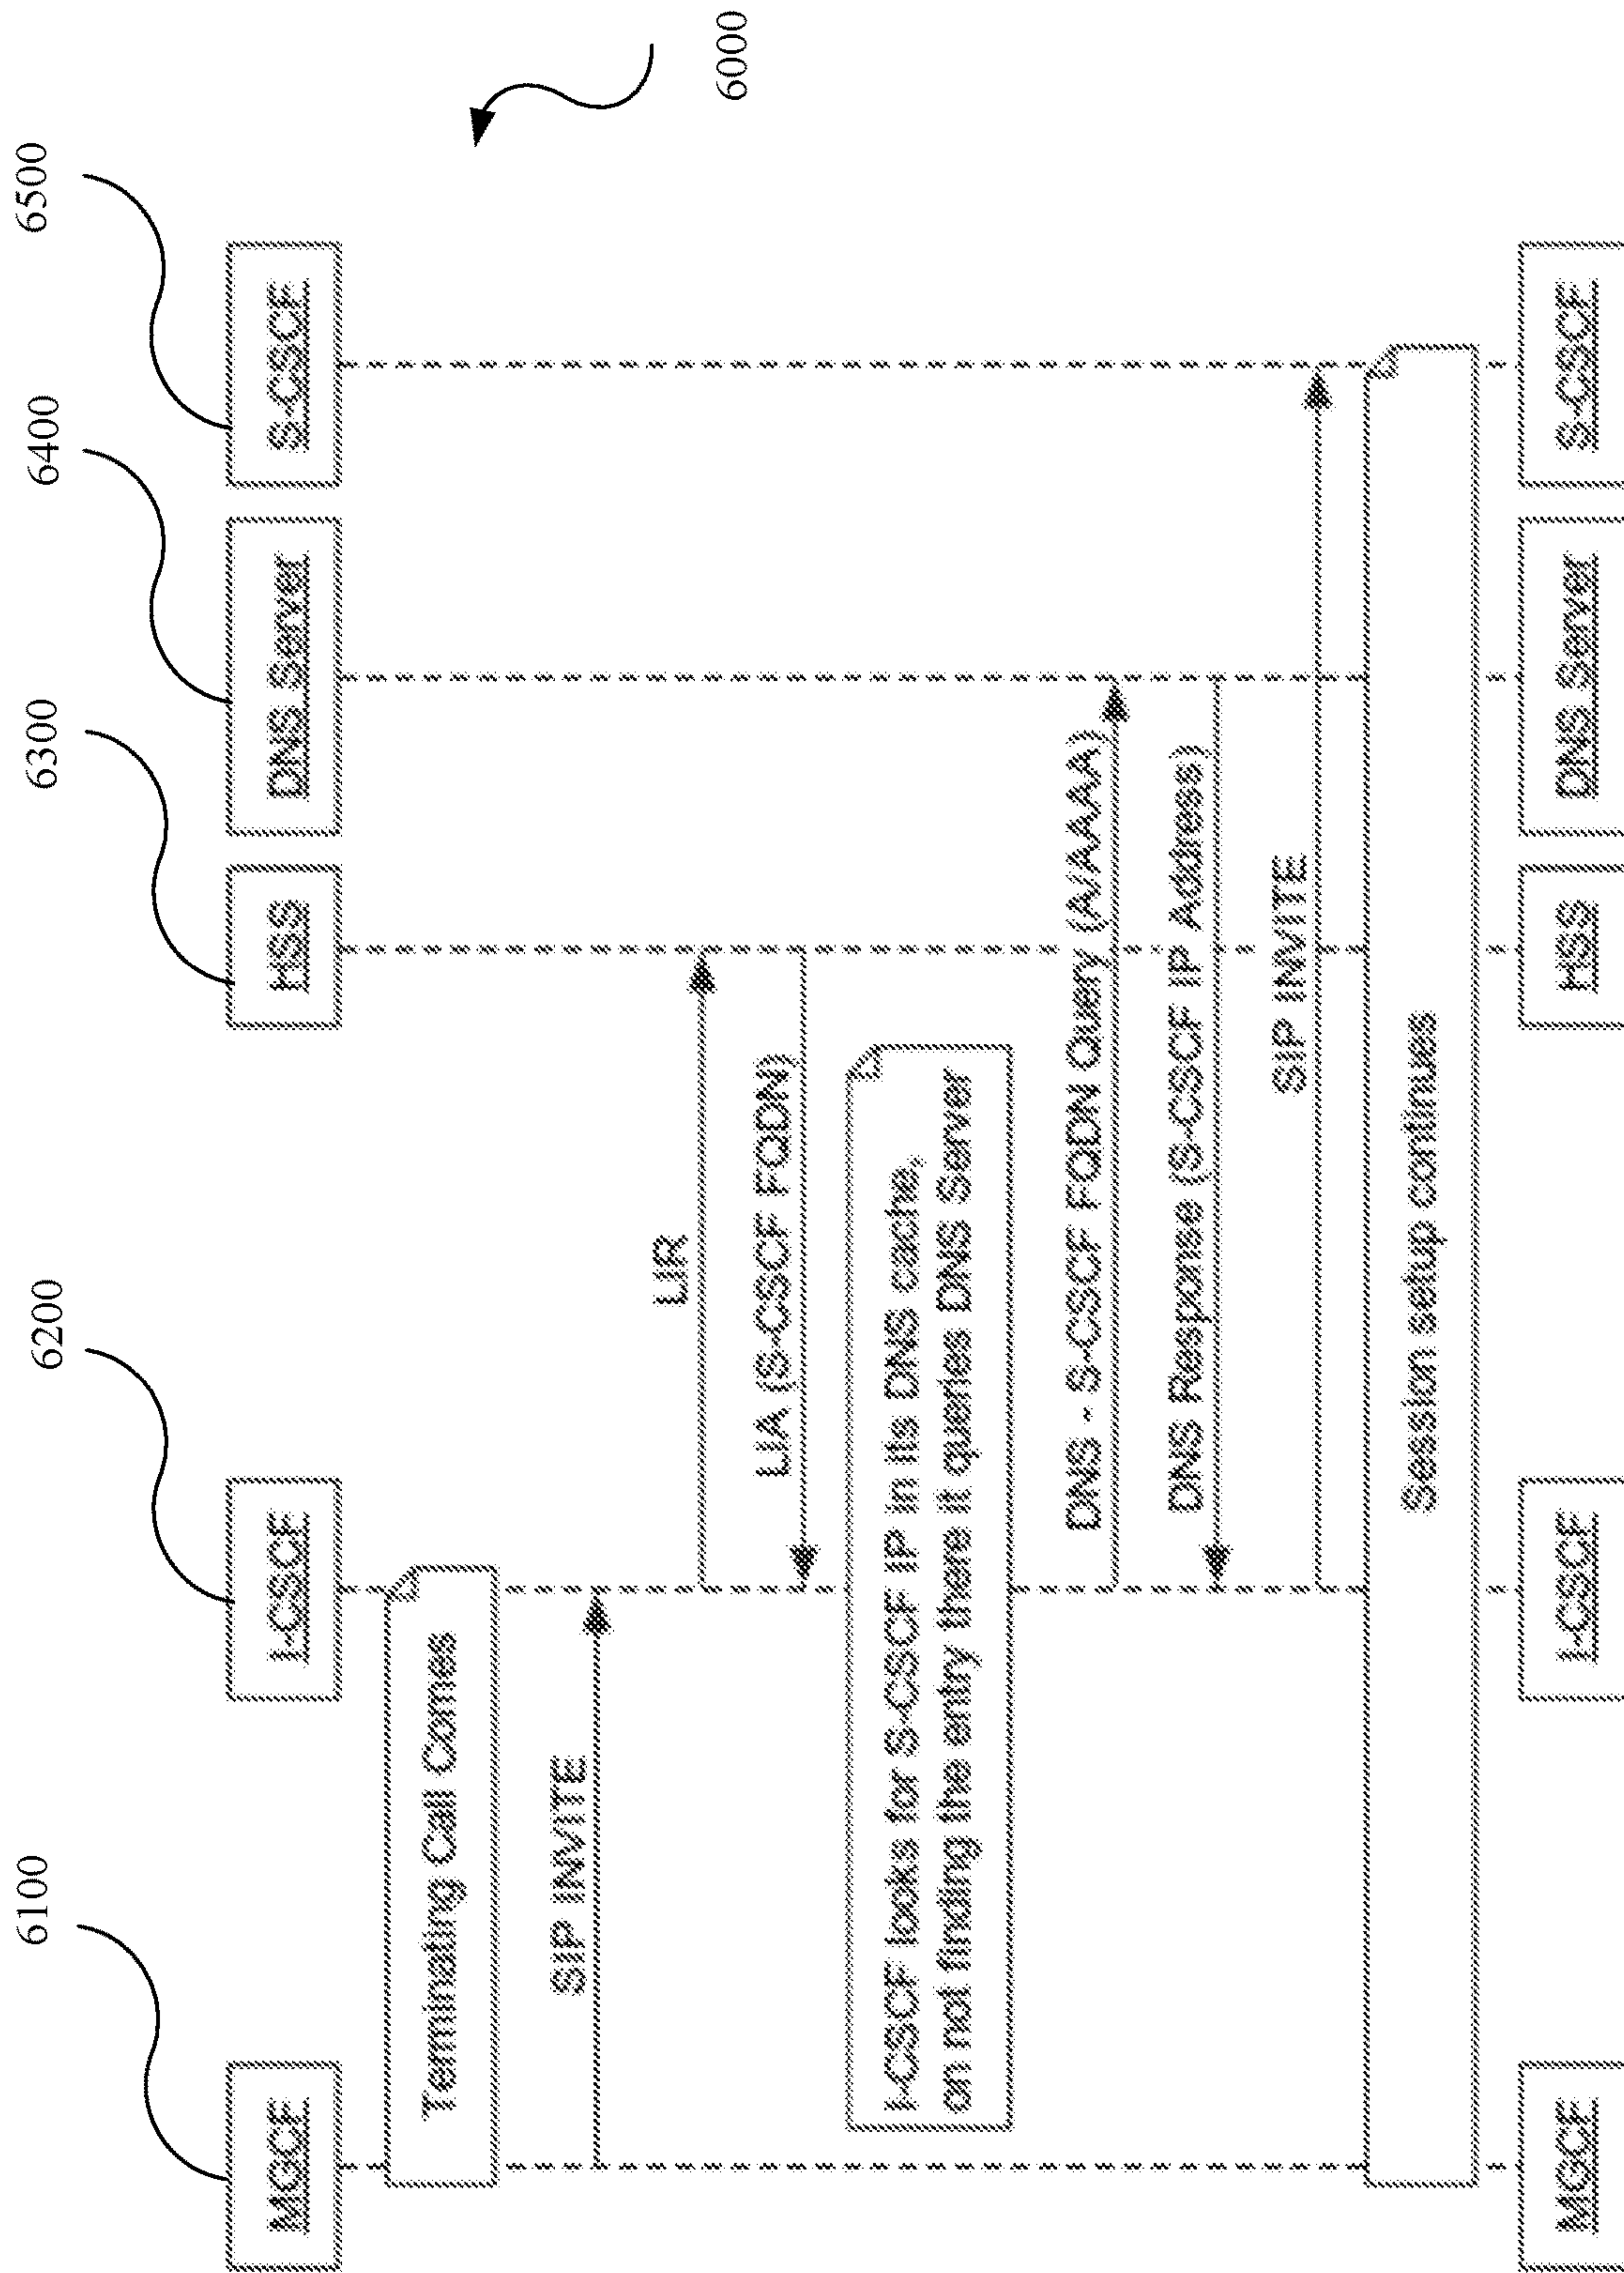 6100
6200
6300
6400
6500
MGCF
I-CSCF
HSS
DNS Server
S-CSCF
6000
Terminating Call Comes
SIP INVITE
LIR
LIA (S-CSCF FQDN)
I-CSCF looks for S-CSCF IP in its DNS cache,
on not finding the entry there it queries DNS Server
DNS - S-CSCF FQDN Query (A/AAAA)
DNS Response (S-CSCF IP Address)
SIP INVITE
Session setup continues
MGCF
I-CSCF
HSS
DNS Server
S-CSCF